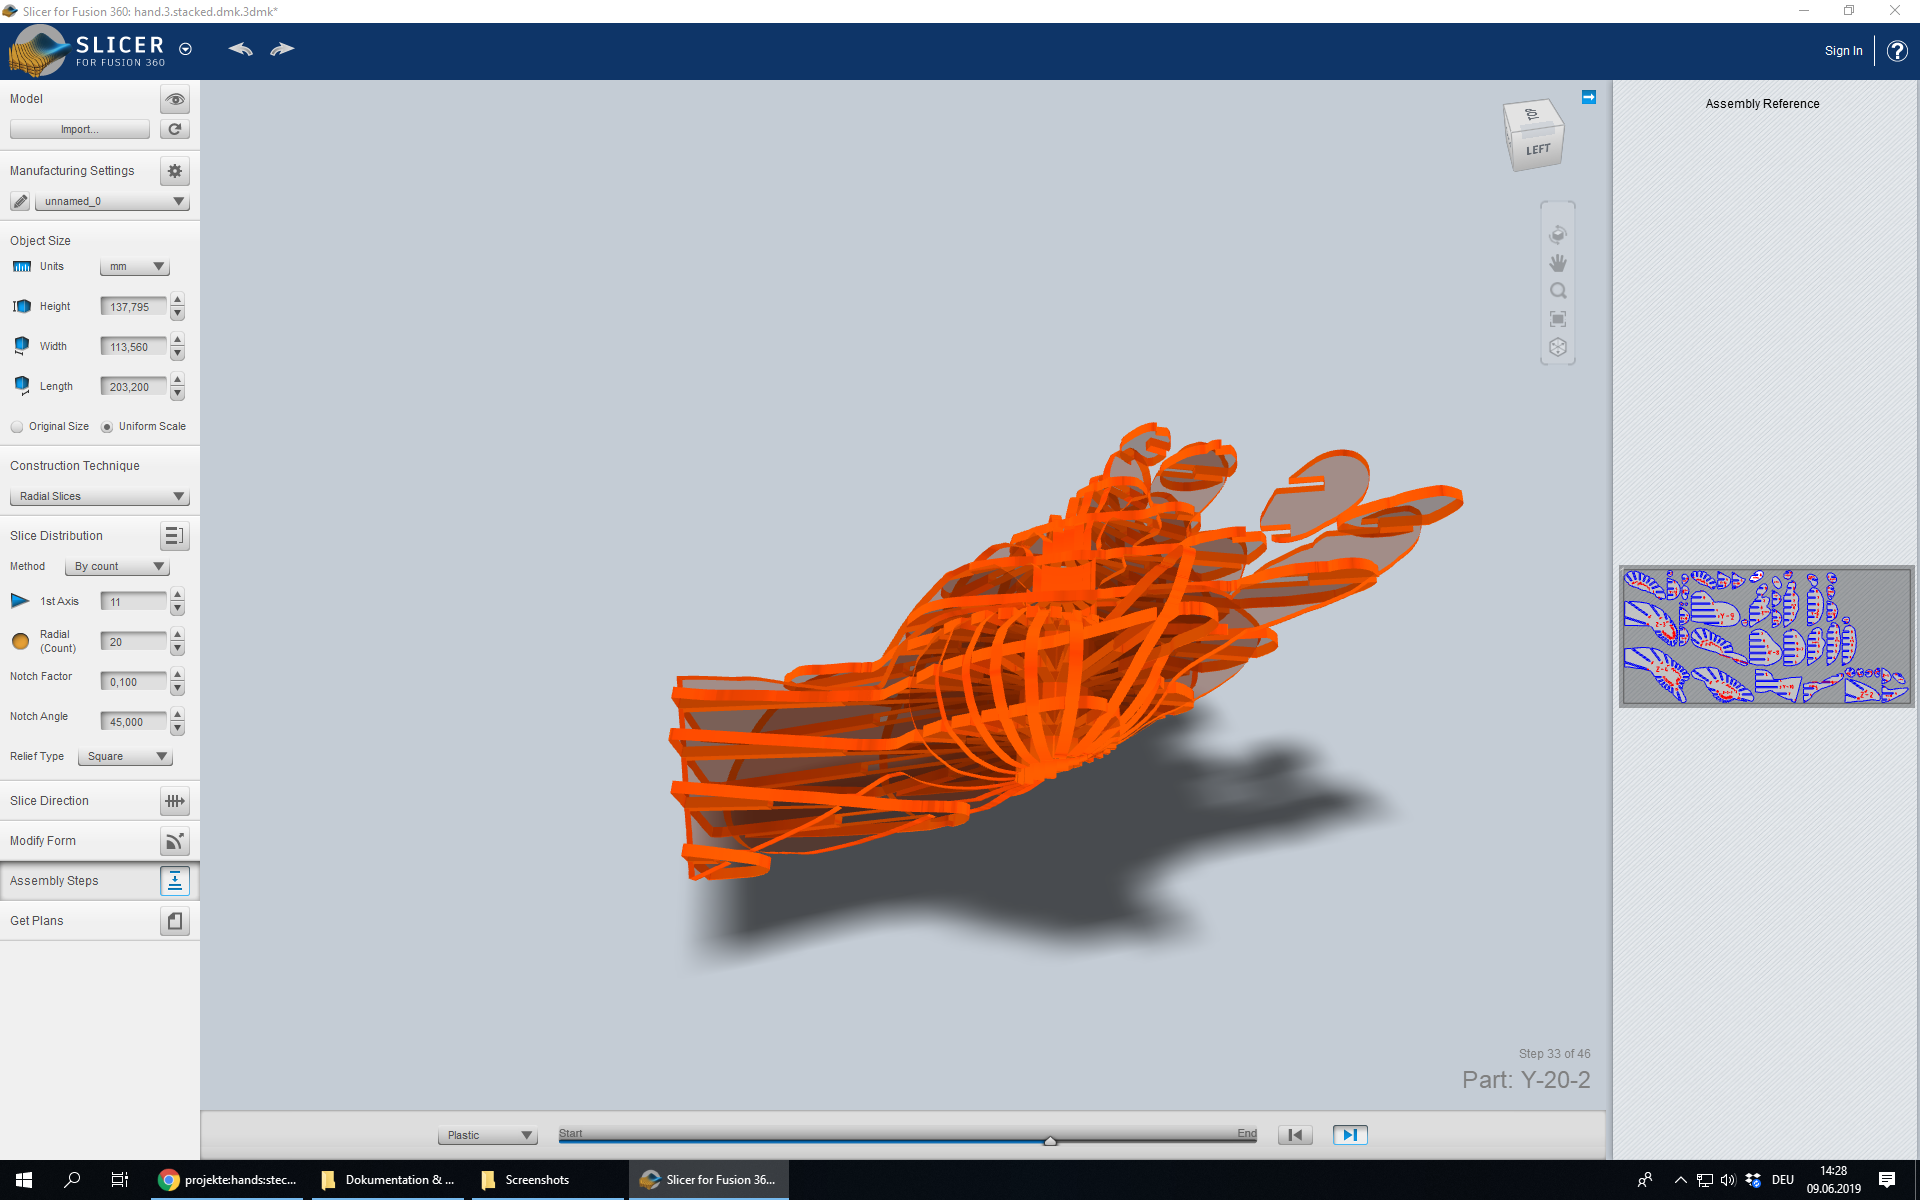 Slicer for Fusion 360: hand.3.stacked.dmk.3dmk*
SLICER
FOR FUSION 360
Sign In
?
Model
Import...
Manufacturing Settings
unnamed_0
Object Size
Units mm
Height 137,795
Width 113,560
Length 203,200
Original Size Uniform Scale
Construction Technique
Radial Slices
Slice Distribution
Method By count
1st Axis 11
Radial
(Count) 20
Notch Factor 0,100
Notch Angle 45,000
Relief Type Square
Slice Direction
Modify Form
Assembly Steps
Get Plans
TOP
LEFT
Assembly Reference
Step 33 of 46
Part: Y-20-2
Plastic
Start
End
projekte:hands:stec...
Dokumentation & ...
Screenshots
Slicer for Fusion 36...
DEU
14:28
09.06.2019